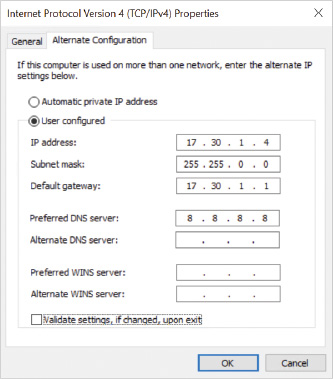 Internet Protocol Version 4 (TCP/IPv4) Properties
General
Alternate Configuration
If this computer is used on more than one network, enter the alternate IP
settings below.
Automatic private IP address
User configured
IP address: 17 . 30 . 1 . 4
Subnet mask: 255 . 255 . 0 . 0
Default gateway: 17 . 30 . 1 . 1
Preferred DNS server: 8 . 8 . 8 . 8
Alternate DNS server: . . .
Preferred WINS server: . . .
Alternate WINS server: . . .
Validate settings, if changed, upon exit
OK
Cancel